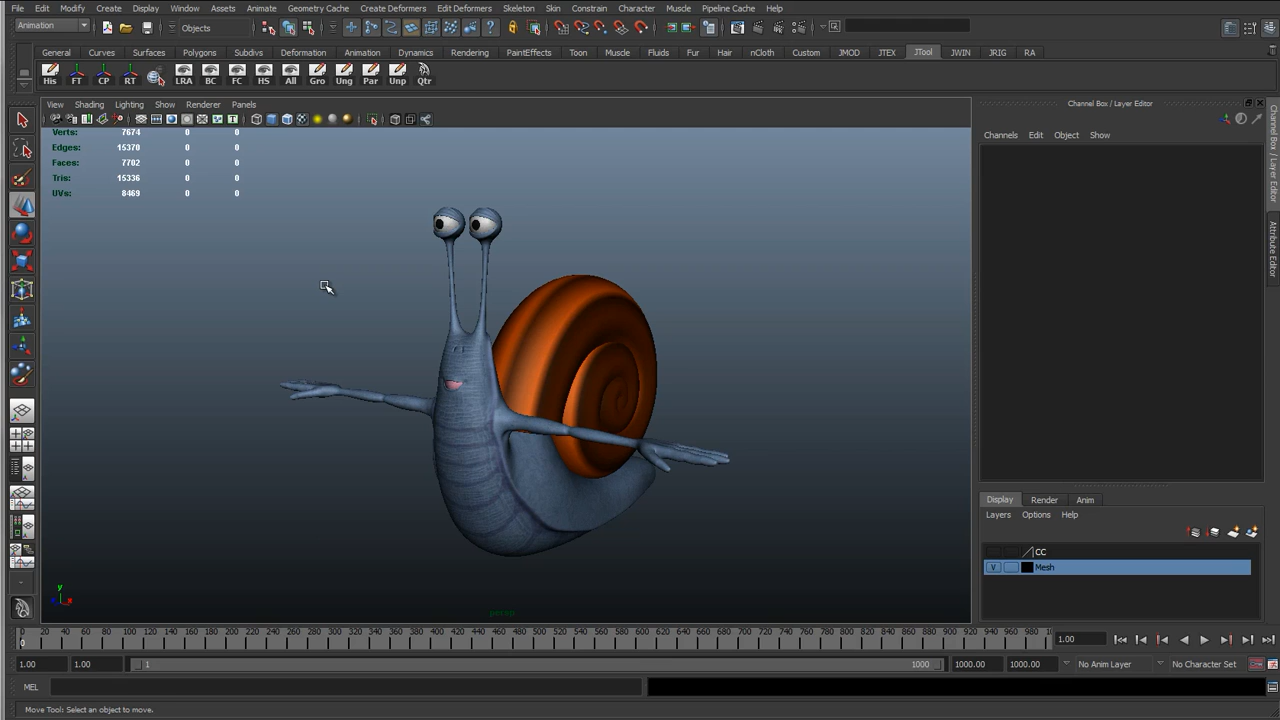 File Edit Modify Create Display Window Assets Animate Geometry Cache Create Deformers Edit Deformers Skeleton Skin Constrain Character Muscle Pipeline Cache Help
Animation Objects
General Curves Surfaces Polygons Subdivs Deformation Animation Dynamics Rendering PaintEffects Toon Muscle Fluids Fur Hair nCloth Custom JMOD JTEX JTool JWIN JRIG RA
His FT CP RT LRA BC FC HS All Gro Ung Par Unp Qtr
View Shading Lighting Show Renderer Panels
Channel Box / Layer Editor
Verts: 7674 0 0
Edges: 15370 0 0
Faces: 7702 0 0
Tris: 15336 0 0
UVs: 8469 0 0
Channels Edit Object Show
Channel Box / Layer Editor
Attribute Editor
Display Render Anim
Layers Options Help
CC
V Mesh
y
x
persp
0 20 40 60 80 100 120 140 160 180 200 220 240 260 280 300 320 340 360 380 400 420 440 460 480 500 520 540 560 580 600 620 640 660 680 700 720 740 760 780 800 820 840 860 880 900 920 940 960 980
1.00
1.00 1.00 1 1000 1000.00 1000.00 No Anim Layer No Character Set
MEL
Move Tool: Select an object to move.